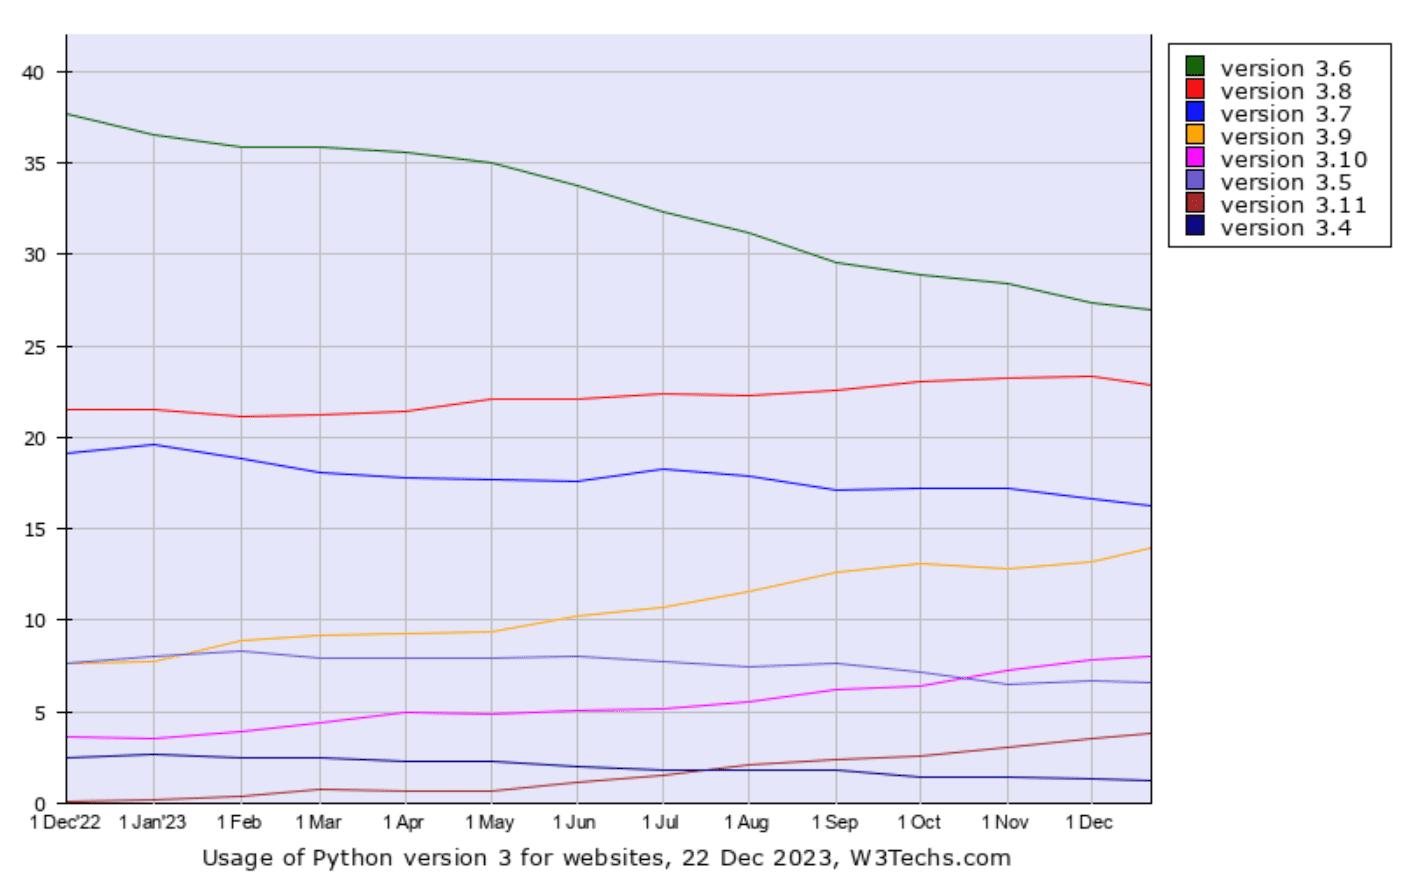 40
35
30
25
20
15
10
5
0
1 Dec'22 1 Jan'23 1 Feb 1 Mar 1 Apr 1 May 1 Jun 1 Jul 1 Aug 1 Sep 1 Oct 1 Nov 1 Dec
Usage of Python version 3 for websites, 22 Dec 2023, W3Techs.com
version 3.6
version 3.8
version 3.7
version 3.9
version 3.10
version 3.5
version 3.11
version 3.4